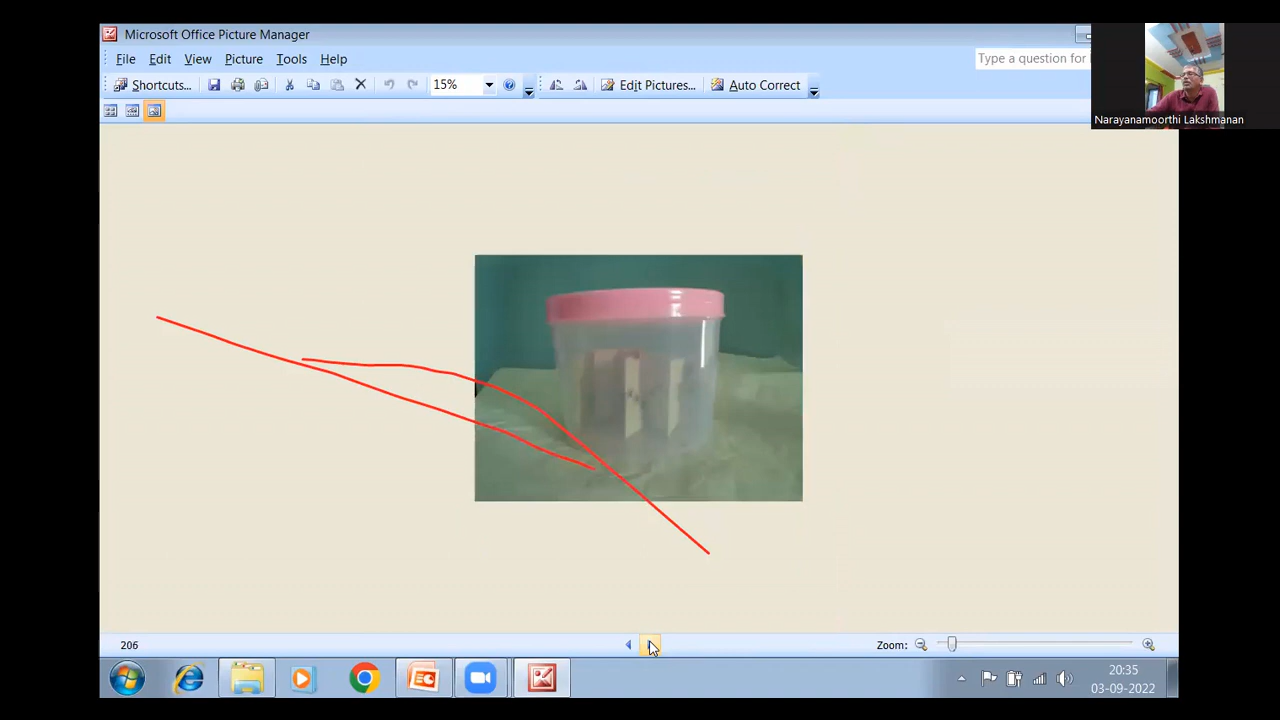 Microsoft Office Picture Manager
File Edit View Picture Tools Help
Type a question for
Shortcuts... 15% Edit Pictures... Auto Correct
Narayanamoorthi Lakshmanan
206
Zoom:
20:35
03-09-2022